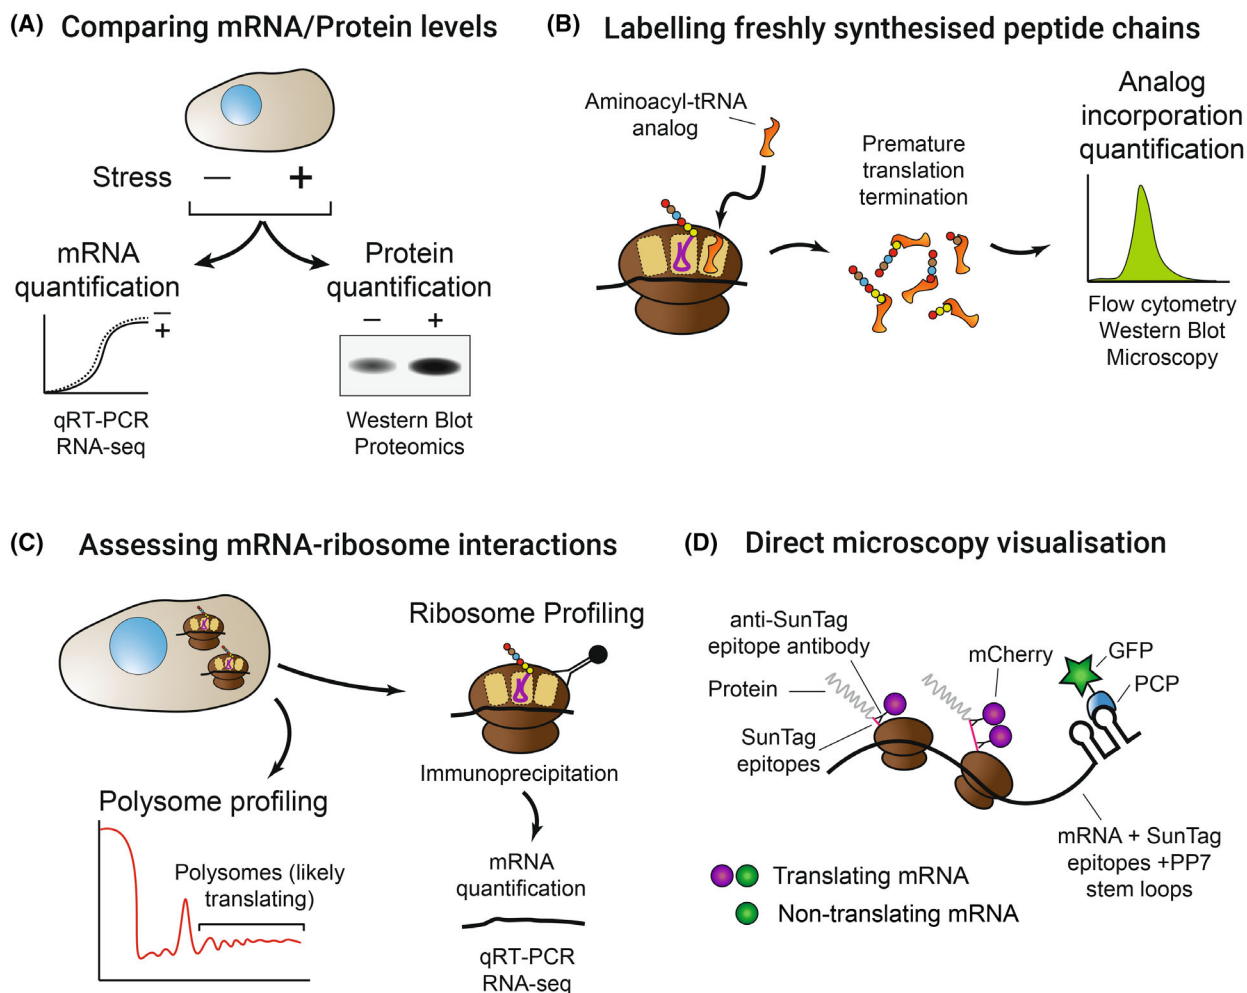 (A) Comparing mRNA/Protein levels
Stress − +
mRNA
quantification
−
+
qRT-PCR
RNA-seq
Protein
quantification
− +
Western Blot
Proteomics
(B) Labelling freshly synthesised peptide chains
Aminoacyl-tRNA
analog
Premature
translation
termination
Analog
incorporation
quantification
Flow cytometry
Western Blot
Microscopy
(C) Assessing mRNA-ribosome interactions
Ribosome Profiling
Immunoprecipitation
mRNA
quantification
qRT-PCR
RNA-seq
Polysome profiling
Polysomes (likely
translating)
(D) Direct microscopy visualisation
anti-SunTag
epitope antibody
Protein
SunTag
epitopes
mCherry
GFP
PCP
mRNA + SunTag
epitopes +PP7
stem loops
Translating mRNA
Non-translating mRNA